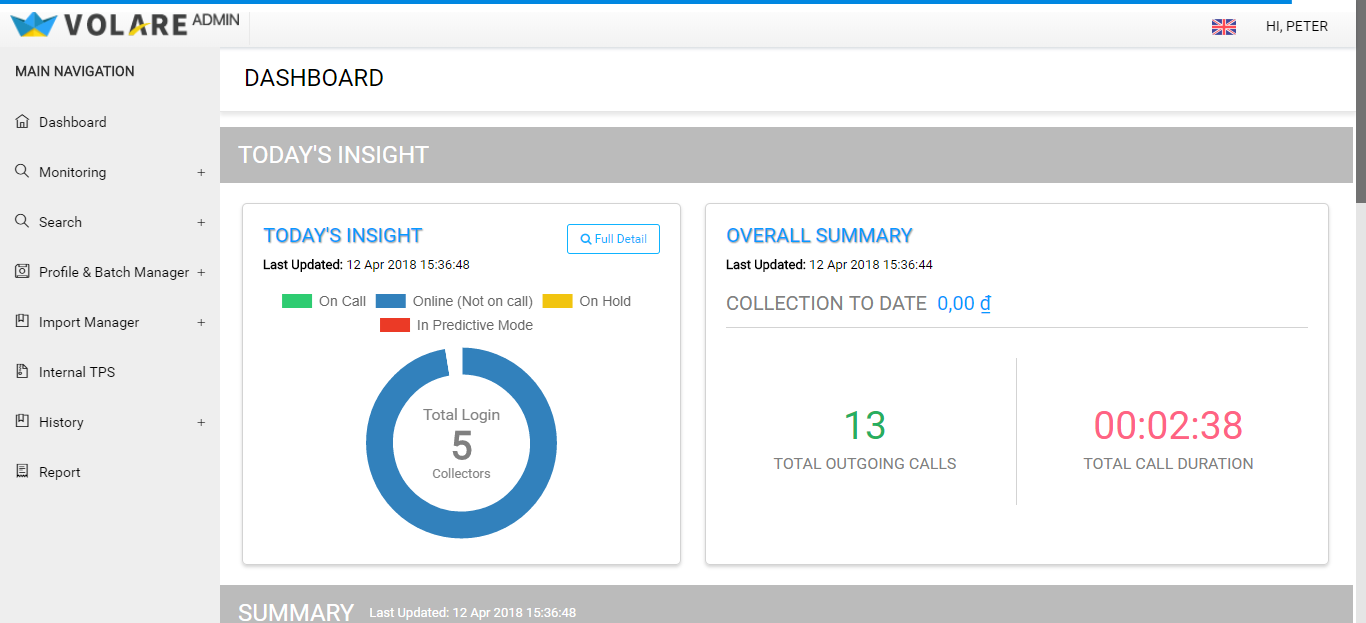 VOLARE ADMIN
HI, PETER
MAIN NAVIGATION
Dashboard
Monitoring +
Search +
Profile & Batch Manager +
Import Manager +
Internal TPS
History +
Report
DASHBOARD
TODAY'S INSIGHT
TODAY'S INSIGHT
Full Detail
Last Updated: 12 Apr 2018 15:36:48
On Call Online (Not on call) On Hold
In Predictive Mode
Total Login
5
Collectors
OVERALL SUMMARY
Last Updated: 12 Apr 2018 15:36:44
COLLECTION TO DATE 0,00 ₫
13
TOTAL OUTGOING CALLS
00:02:38
TOTAL CALL DURATION
SUMMARY Last Updated: 12 Apr 2018 15:36:48